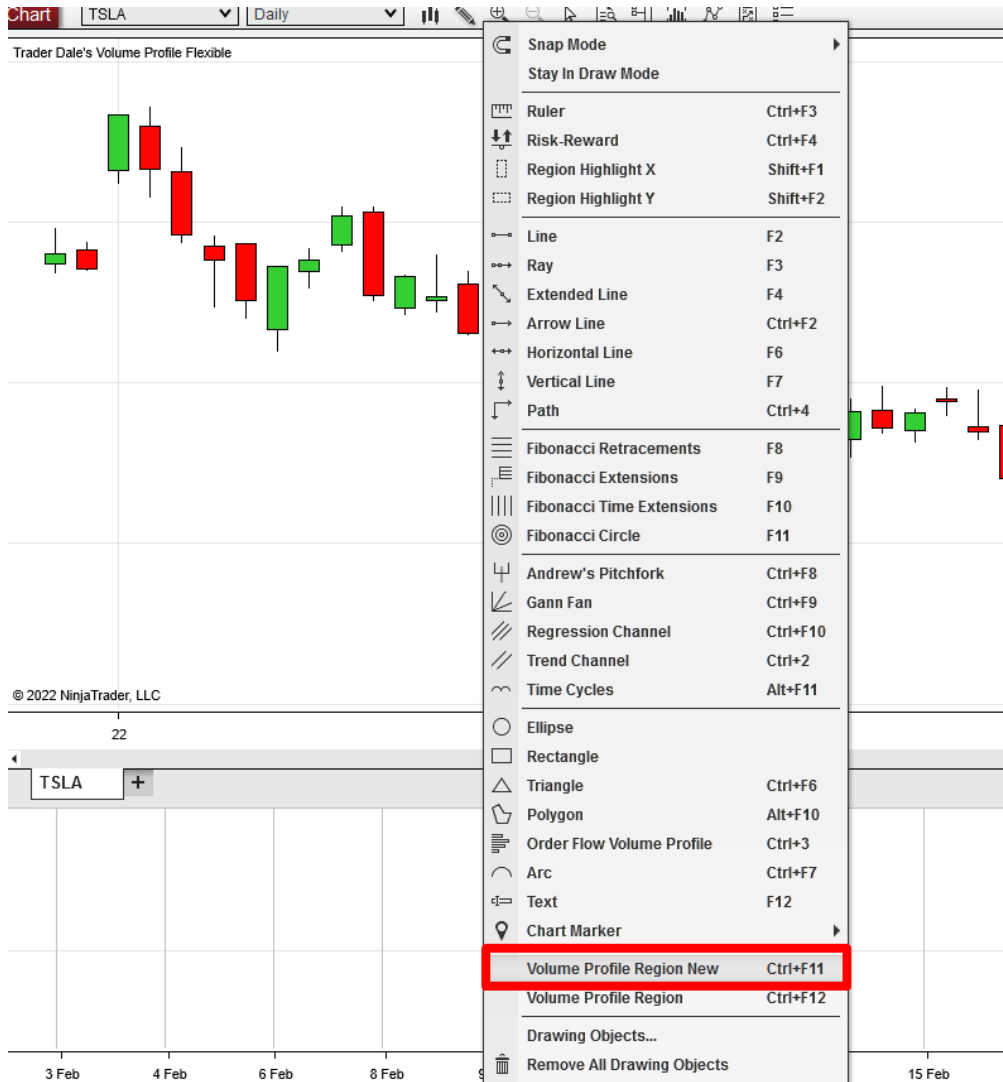 Chart TSLA Daily
Trader Dale's Volume Profile Flexible
Snap Mode
Stay In Draw Mode
Ruler Ctrl+F3
Risk-Reward Ctrl+F4
Region Highlight X Shift+F1
Region Highlight Y Shift+F2
Line F2
Ray F3
Extended Line F4
Arrow Line Ctrl+F2
Horizontal Line F6
Vertical Line F7
Path Ctrl+4
Fibonacci Retracements F8
Fibonacci Extensions F9
Fibonacci Time Extensions F10
Fibonacci Circle F11
Andrew's Pitchfork Ctrl+F8
Gann Fan Ctrl+F9
Regression Channel Ctrl+F10
Trend Channel Ctrl+2
Time Cycles Alt+F11
Ellipse
Rectangle
Triangle Ctrl+F6
Polygon Alt+F10
Order Flow Volume Profile Ctrl+3
Arc Ctrl+F7
Text F12
Chart Marker
Volume Profile Region New Ctrl+F11
Volume Profile Region Ctrl+F12
Drawing Objects...
Remove All Drawing Objects
© 2022 NinjaTrader, LLC
22
TSLA +
3 Feb 4 Feb 6 Feb 8 Feb 15 Feb